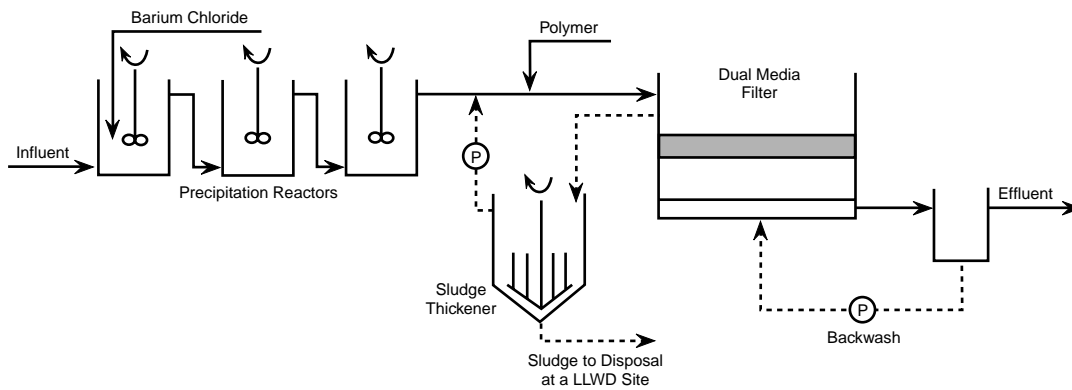 Barium Chloride
Polymer
Dual Media
Filter
Influent
P
Precipitation Reactors
Effluent
Sludge
Thickener
P
Backwash
Sludge to Disposal
at a LLWD Site